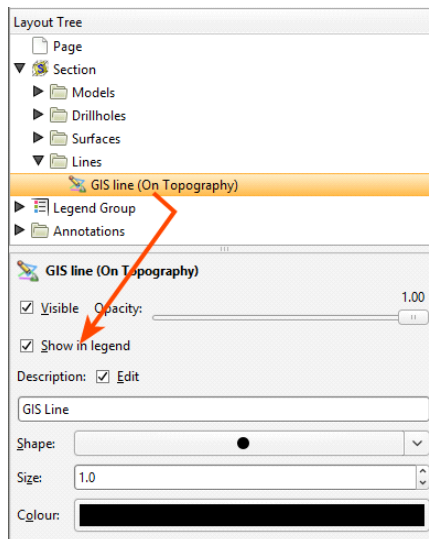 Layout Tree
Page
Section
Models
Drillholes
Surfaces
Lines
GIS line (On Topography)
Legend Group
Annotations
GIS line (On Topography)
Visible Opacity: 1.00
Show in legend
Description: Edit
GIS Line
Shape:
Size: 1.0
Colour: